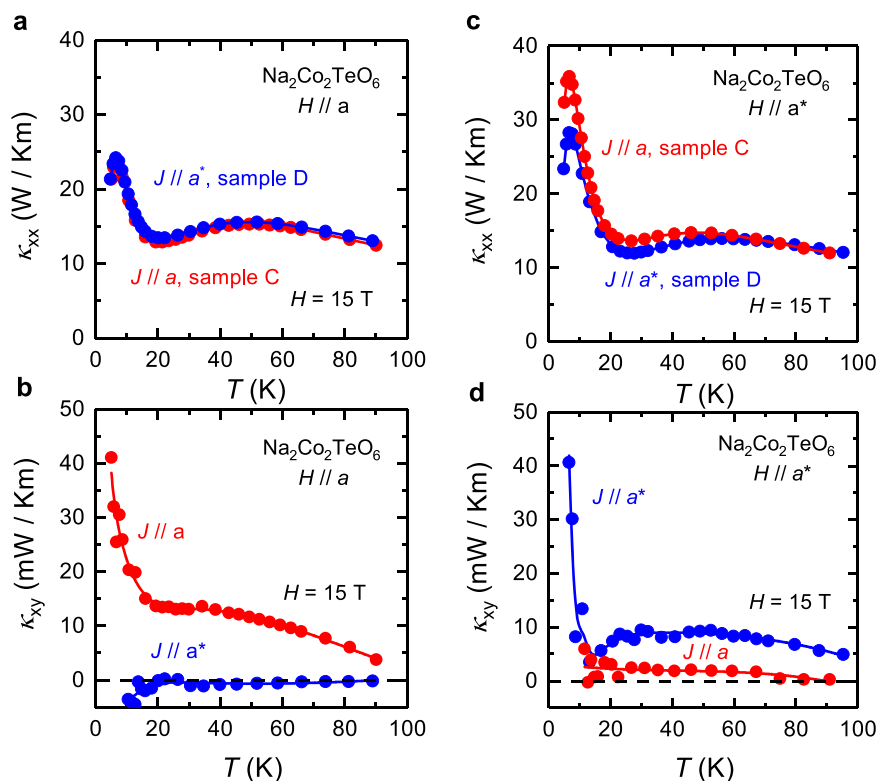 a
40
30
20
10
0
κxx (W / Km)
Na2Co2TeO6
H // a
J // a*, sample D
J // a, sample C
H = 15 T
0 20 40 60 80 100
T (K)
c
40
30
20
10
0
κxx (W / Km)
Na2Co2TeO6
H // a*
J // a, sample C
J // a*, sample D
H = 15 T
0 20 40 60 80 100
T (K)
b
50
40
30
20
10
0
κxy (mW / Km)
Na2Co2TeO6
H // a
J // a
H = 15 T
J // a*
0 20 40 60 80 100
T (K)
d
50
40
30
20
10
0
κxy (mW / Km)
Na2Co2TeO6
H // a*
J // a*
H = 15 T
J // a
0 20 40 60 80 100
T (K)